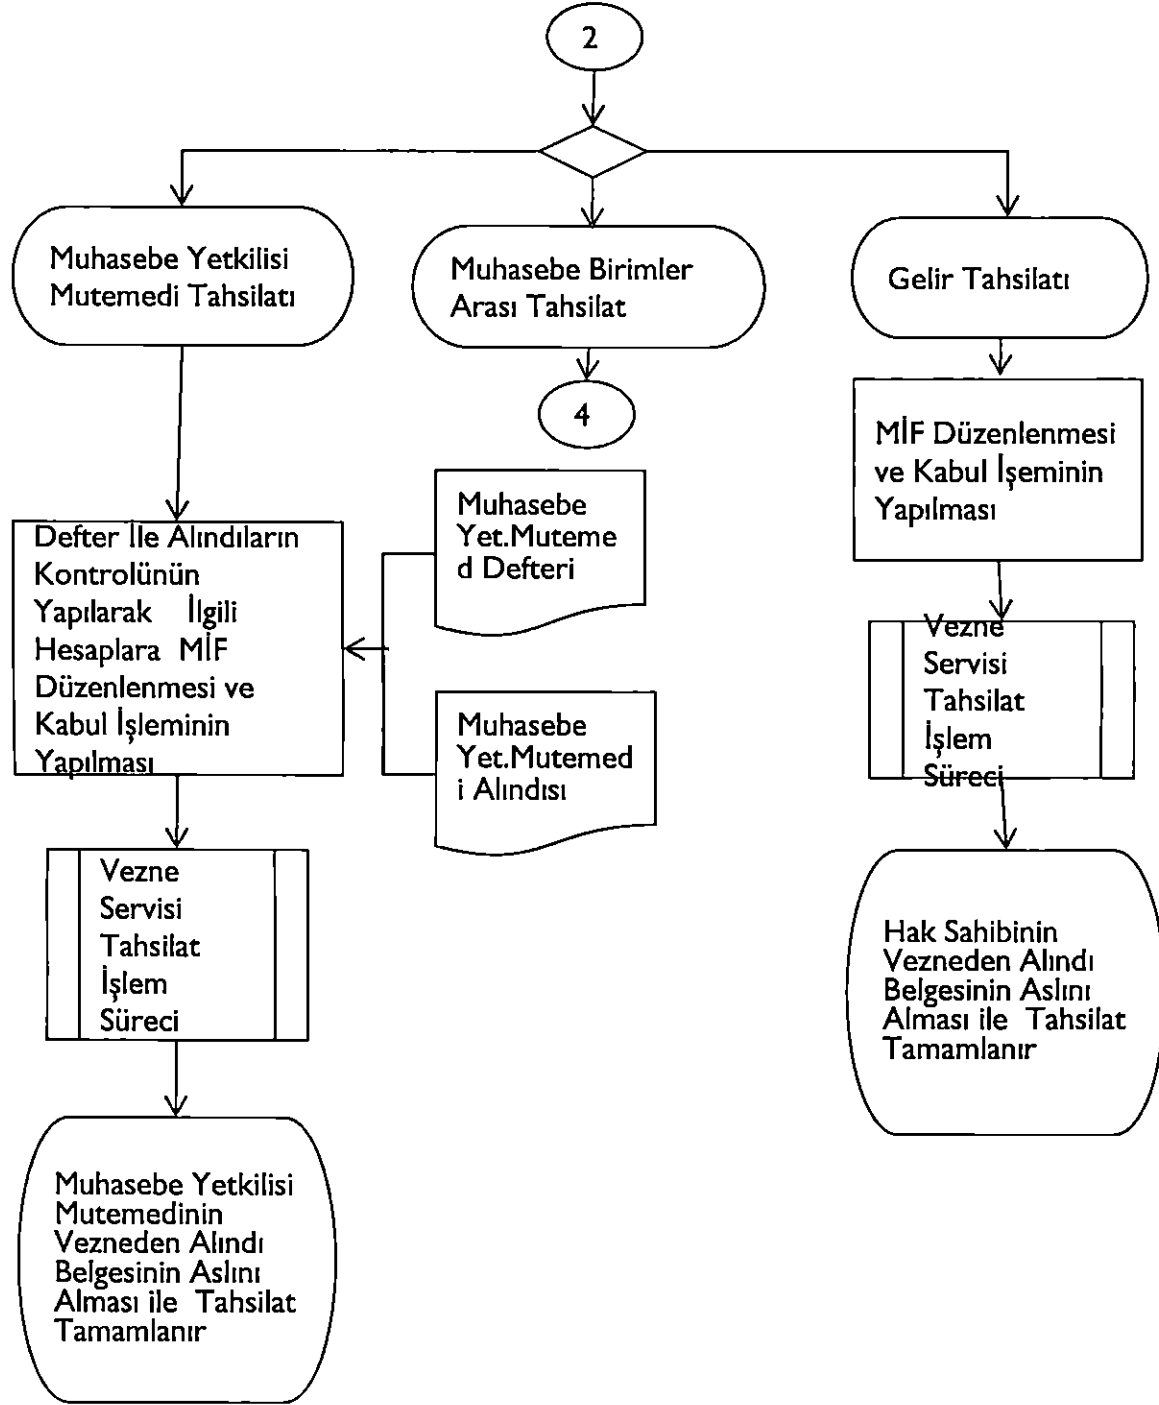 2
Muhasebe Yetkilisi
Mutemedi Tahsilatı
Muhasebe Birimler
Arası Tahsilat
Gelir Tahsilatı
4
MİF Düzenlenmesi
ve Kabul İşeminin
Yapılması
Muhasebe
Yet.Muteme
d Defteri
Defter İle Alındıların
Kontrolünün
Yapılarak İlgili
Hesaplara MİF
Düzenlenmesi ve
Kabul İşleminin
Yapılması
Muhasebe
Yet.Mutemed
i Alındısı
Vezne
Servisi
Tahsilat
İşlem
Süreci
Vezne
Servisi
Tahsilat
İşlem
Süreci
Hak Sahibinin
Vezneden Alındı
Belgesinin Aslını
Alması ile Tahsilat
Tamamlanır
Muhasebe Yetkilisi
Mutemedinin
Vezneden Alındı
Belgesinin Aslını
Alması ile Tahsilat
Tamamlanır